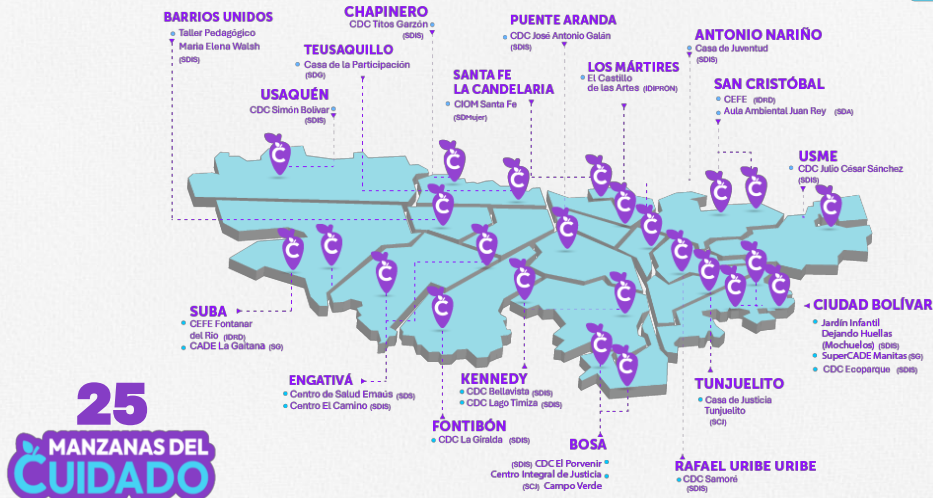 BARRIOS UNIDOS
Taller Pedagógico
Maria Elena Walsh
(SDIS)
CHAPINERO
CDC Titos Garzón
(SDIS)
TEUSAQUILLO
Casa de la Participación
(SDG)
USAQUÉN
CDC Simón Bolivar
(SDIS)
PUENTE ARANDA
CDC José Antonio Galán
(SDIS)
SANTA FE
LA CANDELARIA
CIOM Santa Fe
(SDMujer)
LOS MÁRTIRES
El Castillo
de las Artes (IDIPRON)
ANTONIO NARIÑO
Casa de Juventud
(SDIS)
SAN CRISTÓBAL
CEFE (IDRD)
Aula Ambiental Juan Rey (SDA)
USME
CDC Julio César Sánchez
(SDIS)
SUBA
CEFE Fontanar
del Río (IDRD)
CADE La Gaitana (SG)
ENGATIVÁ
Centro de Salud Emaús (SDS)
Centro El Camino (SDIS)
FONTIBÓN
CDC La Giralda (SDIS)
KENNEDY
CDC Bellavista (SDIS)
CDC Lago Timiza (SDIS)
BOSA
(SDIS) CDC El Porvenir
Centro Integral de Justicia
(SCJ) Campo Verde
TUNJUELITO
Casa de Justicia
Tunjuelito
(SCJ)
RAFAEL URIBE URIBE
CDC Samoré
(SDIS)
CIUDAD BOLÍVAR
Jardín Infantil
Dejando Huellas
(Mochuelos) (SDIS)
SuperCADE Manitas (SG)
CDC Ecoparque (SDIS)
25
MANZANAS DEL
CUIDADO